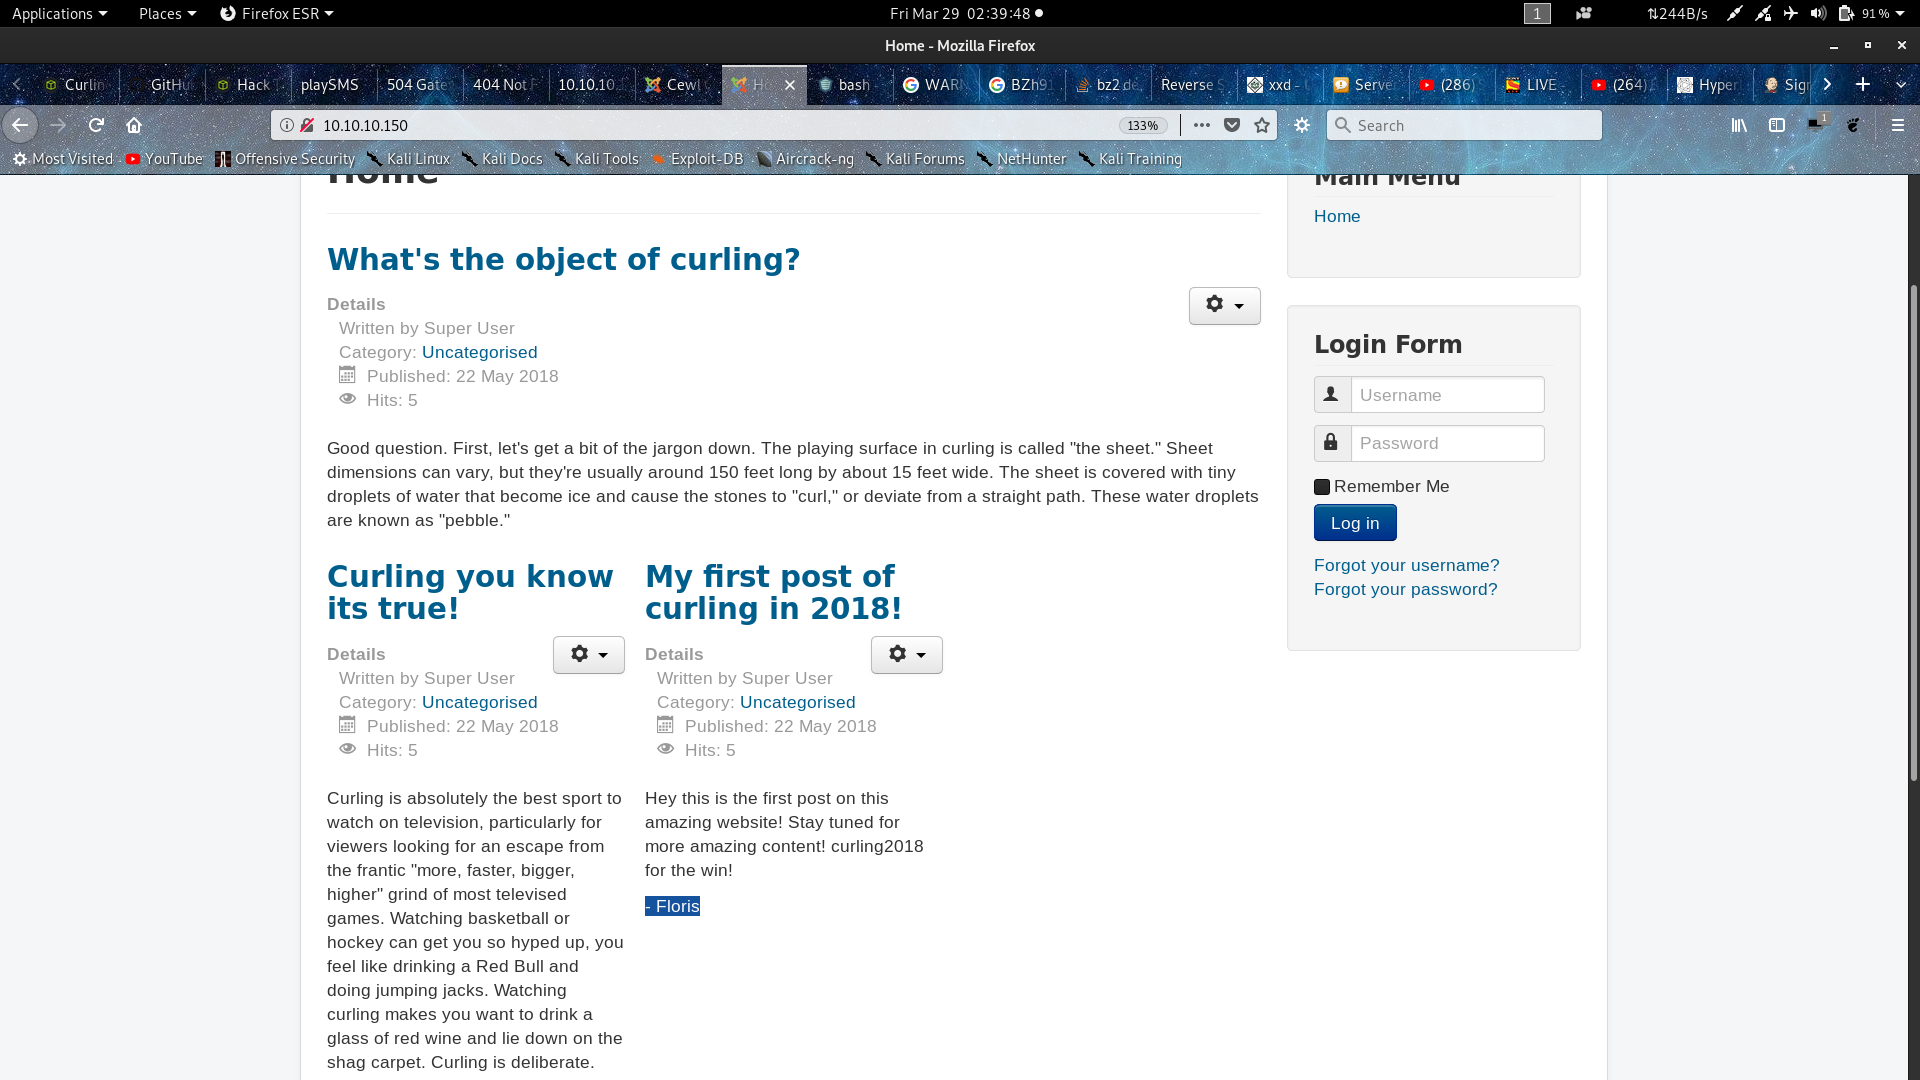 Applications Places Firefox ESR Fri Mar 29 02:39:48 1 244B/s 91 %
Home - Mozilla Firefox
Curlin GitHu Hack playSMS 504 Gate 404 Not F 10.10.10. Cewl Ho bash WARN BZh91 bz2 de Reverse S xxd - Serve (286) LIVE (264) Hyper Sign
10.10.10.150 133% Search 1
Most Visited YouTube Offensive Security Kali Linux Kali Docs Kali Tools Exploit-DB Aircrack-ng Kali Forums NetHunter Kali Training
Home
What's the object of curling?
Details
Written by Super User
Category: Uncategorised
Published: 22 May 2018
Hits: 5
Good question. First, let's get a bit of the jargon down. The playing surface in curling is called "the sheet." Sheet
dimensions can vary, but they're usually around 150 feet long by about 15 feet wide. The sheet is covered with tiny
droplets of water that become ice and cause the stones to "curl," or deviate from a straight path. These water droplets
are known as "pebble."
Curling you know
its true!
Details
Written by Super User
Category: Uncategorised
Published: 22 May 2018
Hits: 5
Curling is absolutely the best sport to
watch on television, particularly for
viewers looking for an escape from
the frantic "more, faster, bigger,
higher" grind of most televised
games. Watching basketball or
hockey can get you so hyped up, you
feel like drinking a Red Bull and
doing jumping jacks. Watching
curling makes you want to drink a
glass of red wine and lie down on the
shag carpet. Curling is deliberate.
My first post of
curling in 2018!
Details
Written by Super User
Category: Uncategorised
Published: 22 May 2018
Hits: 5
Hey this is the first post on this
amazing website! Stay tuned for
more amazing content! curling2018
for the win!
- Floris
Main Menu
Home
Login Form
Username
Password
Remember Me
Log in
Forgot your username?
Forgot your password?